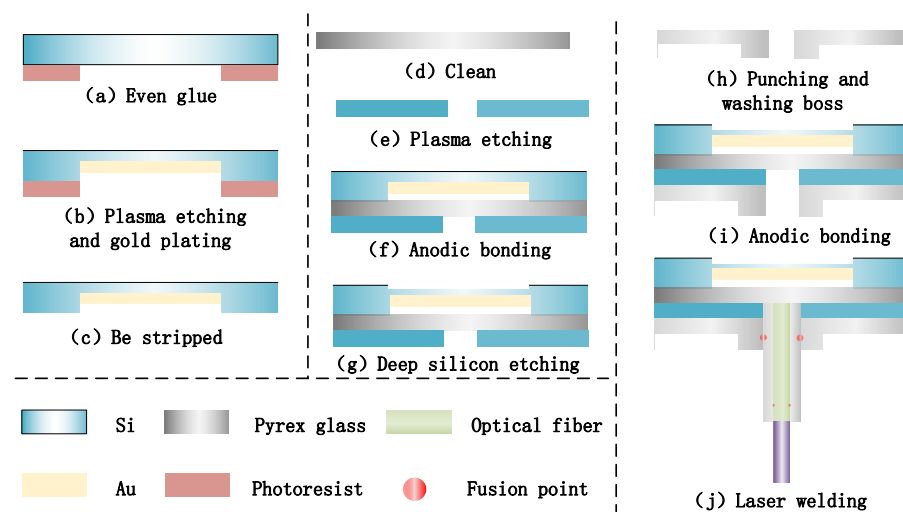 (a) Even glue
(b) Plasma etching
and gold plating
(c) Be stripped
(d) Clean
(e) Plasma etching
(f) Anodic bonding
(g) Deep silicon etching
(h) Punching and
washing boss
(i) Anodic bonding
(j) Laser welding
Si
Pyrex glass
Optical fiber
Au
Photoresist
Fusion point